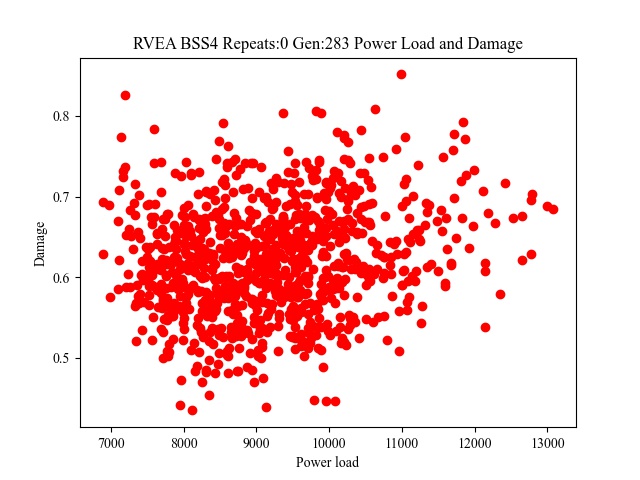 RVEA BSS4 Repeats:0 Gen:283 Power Load and Damage
0.8
0.7
0.6
0.5
Damage
7000 8000 9000 10000 11000 12000 13000
Power load